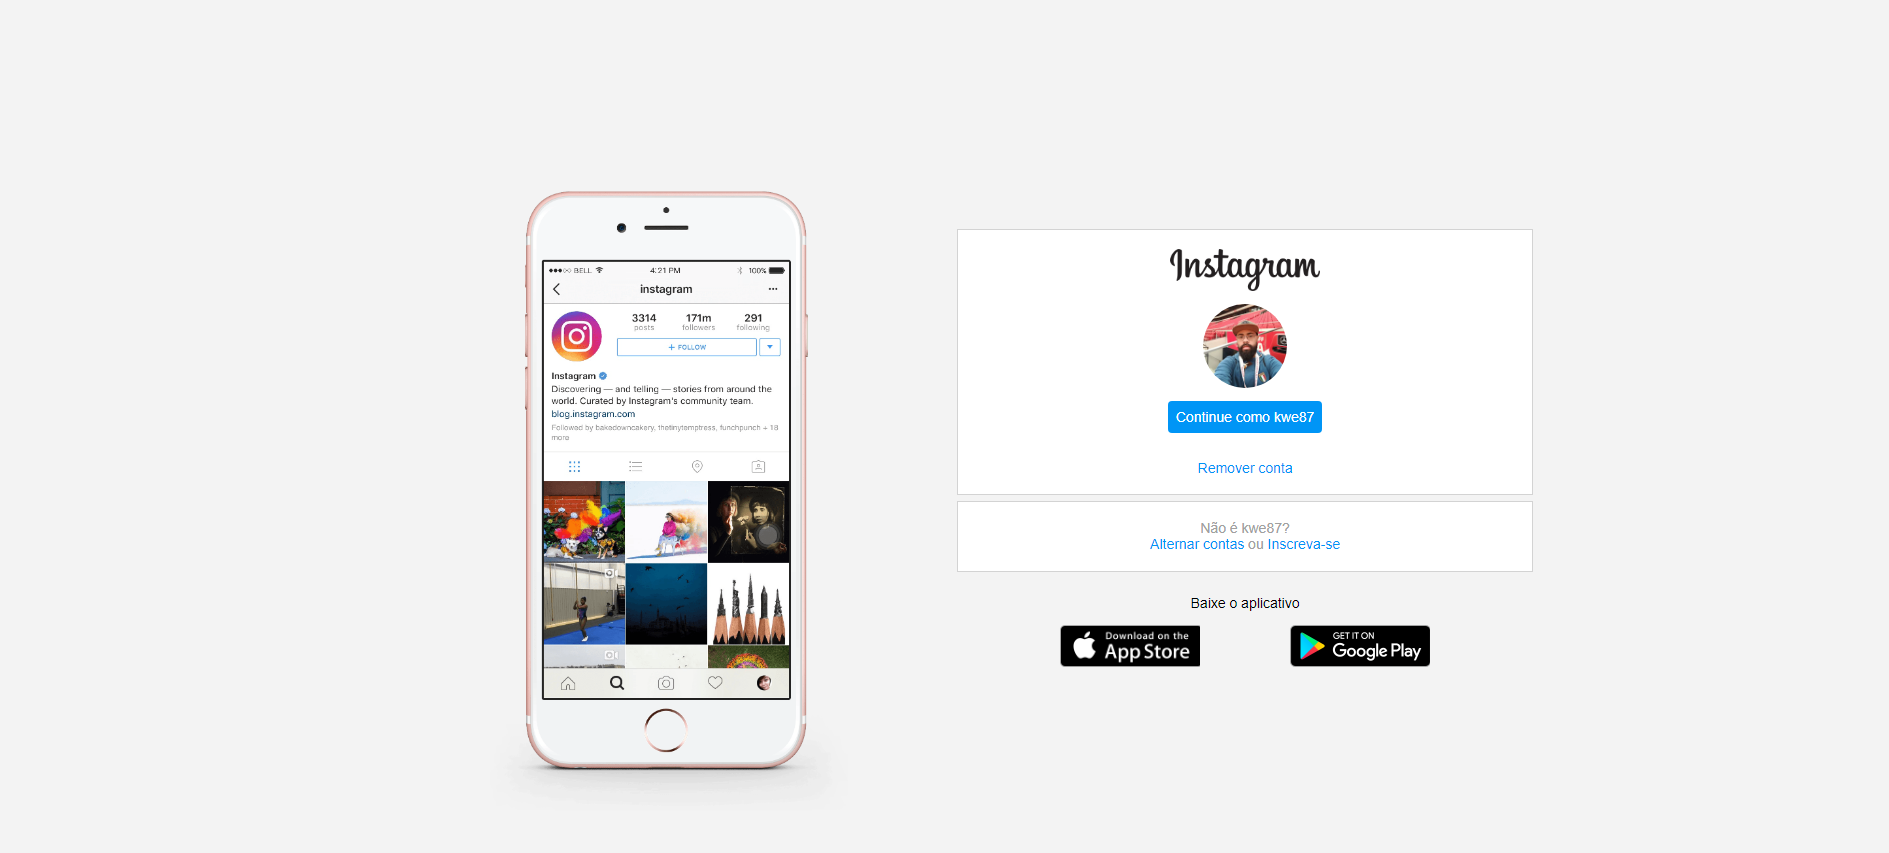 BELL
4:21 PM
100%
instagram
3314
posts
171m
followers
291
following
+ FOLLOW
Instagram
Discovering — and telling — stories from around the
world. Curated by Instagram's community team.
blog.instagram.com
Followed by bakedowncakery, thetinytemptress, funchpunch + 18
more
Instagram
Continue como kwe87
Remover conta
Não é kwe87?
Alternar contas ou Inscreva-se
Baixe o aplicativo
Download on the
App Store
GET IT ON
Google Play